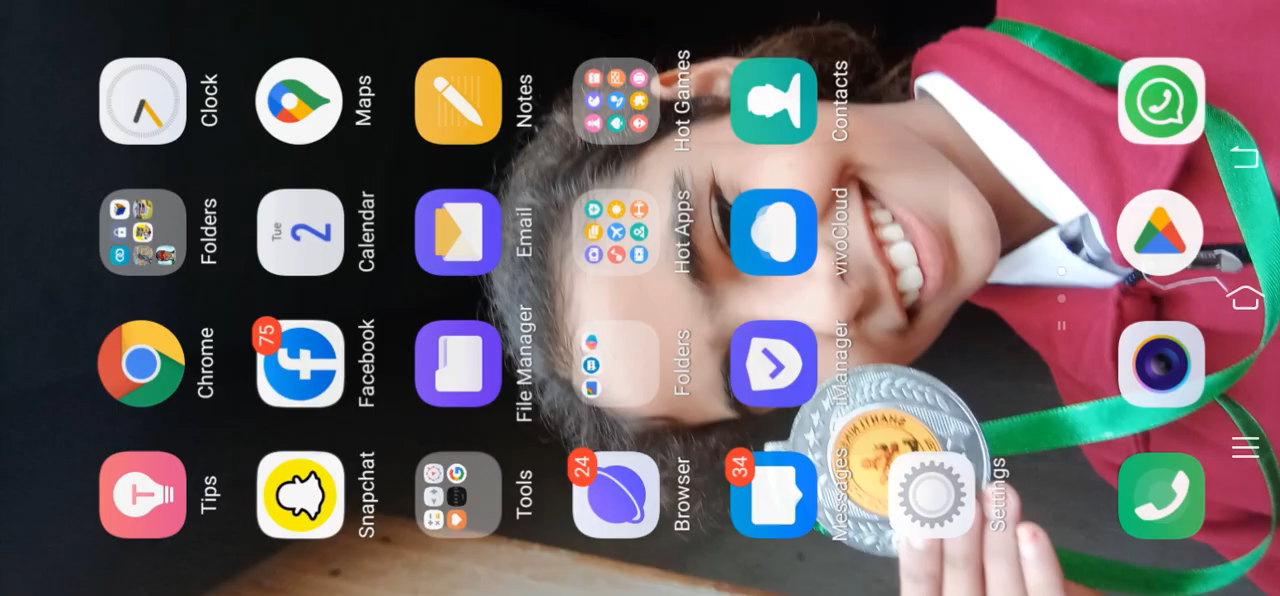 Tips Chrome Folders Clock
75 Tue
2
Snapchat Facebook Calendar Maps
Tools File Manager Email Notes
24
Browser Folders Hot Apps Hot Games
34
Messages iManager vivoCloud Contacts
Settings